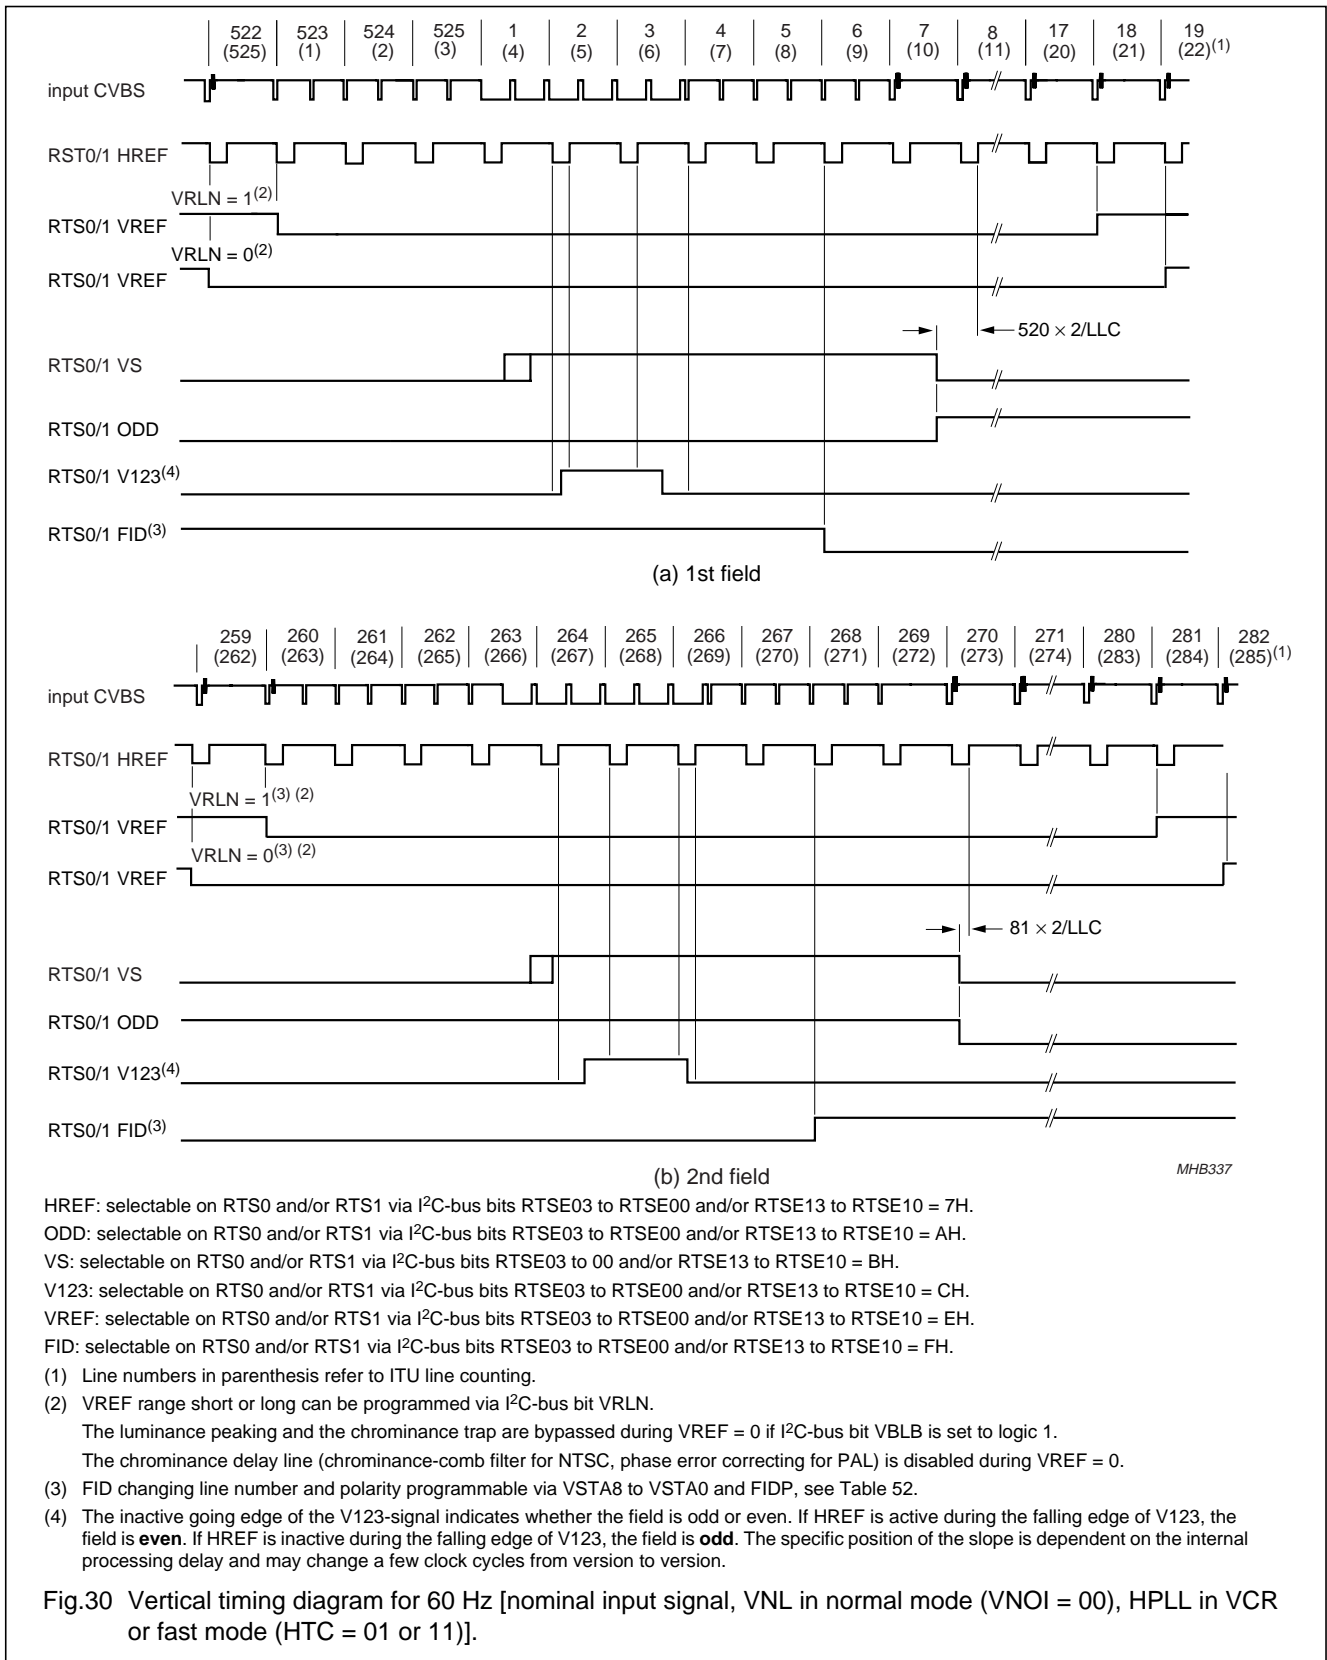 522 523 524 525 1 2 3 4 5 6 7 8 17 18 19
(525) (1) (2) (3) (4) (5) (6) (7) (8) (9) (10) (11) (20) (21) (22)(1)
input CVBS
RST0/1 HREF
VRLN = 1(2)
RTS0/1 VREF
VRLN = 0(2)
RTS0/1 VREF
520 × 2/LLC
RTS0/1 VS
RTS0/1 ODD
RTS0/1 V123(4)
RTS0/1 FID(3)
(a) 1st field
259 260 261 262 263 264 265 266 267 268 269 270 271 280 281 282
(262) (263) (264) (265) (266) (267) (268) (269) (270) (271) (272) (273) (274) (283) (284) (285)(1)
input CVBS
RTS0/1 HREF
VRLN = 1(3) (2)
RTS0/1 VREF
VRLN = 0(3) (2)
RTS0/1 VREF
81 × 2/LLC
RTS0/1 VS
RTS0/1 ODD
RTS0/1 V123(4)
RTS0/1 FID(3)
(b) 2nd field
MHB337
HREF: selectable on RTS0 and/or RTS1 via I2C-bus bits RTSE03 to RTSE00 and/or RTSE13 to RTSE10 = 7H.
ODD: selectable on RTS0 and/or RTS1 via I2C-bus bits RTSE03 to RTSE00 and/or RTSE13 to RTSE10 = AH.
VS: selectable on RTS0 and/or RTS1 via I2C-bus bits RTSE03 to 00 and/or RTSE13 to RTSE10 = BH.
V123: selectable on RTS0 and/or RTS1 via I2C-bus bits RTSE03 to RTSE00 and/or RTSE13 to RTSE10 = CH.
VREF: selectable on RTS0 and/or RTS1 via I2C-bus bits RTSE03 to RTSE00 and/or RTSE13 to RTSE10 = EH.
FID: selectable on RTS0 and/or RTS1 via I2C-bus bits RTSE03 to RTSE00 and/or RTSE13 to RTSE10 = FH.
(1) Line numbers in parenthesis refer to ITU line counting.
(2) VREF range short or long can be programmed via I2C-bus bit VRLN.
The luminance peaking and the chrominance trap are bypassed during VREF = 0 if I2C-bus bit VBLB is set to logic 1.
The chrominance delay line (chrominance-comb filter for NTSC, phase error correcting for PAL) is disabled during VREF = 0.
(3) FID changing line number and polarity programmable via VSTA8 to VSTA0 and FIDP, see Table 52.
(4) The inactive going edge of the V123-signal indicates whether the field is odd or even. If HREF is active during the falling edge of V123, the
field is even. If HREF is inactive during the falling edge of V123, the field is odd. The specific position of the slope is dependent on the internal
processing delay and may change a few clock cycles from version to version.
Fig.30 Vertical timing diagram for 60 Hz [nominal input signal, VNL in normal mode (VNOI = 00), HPLL in VCR
or fast mode (HTC = 01 or 11)].